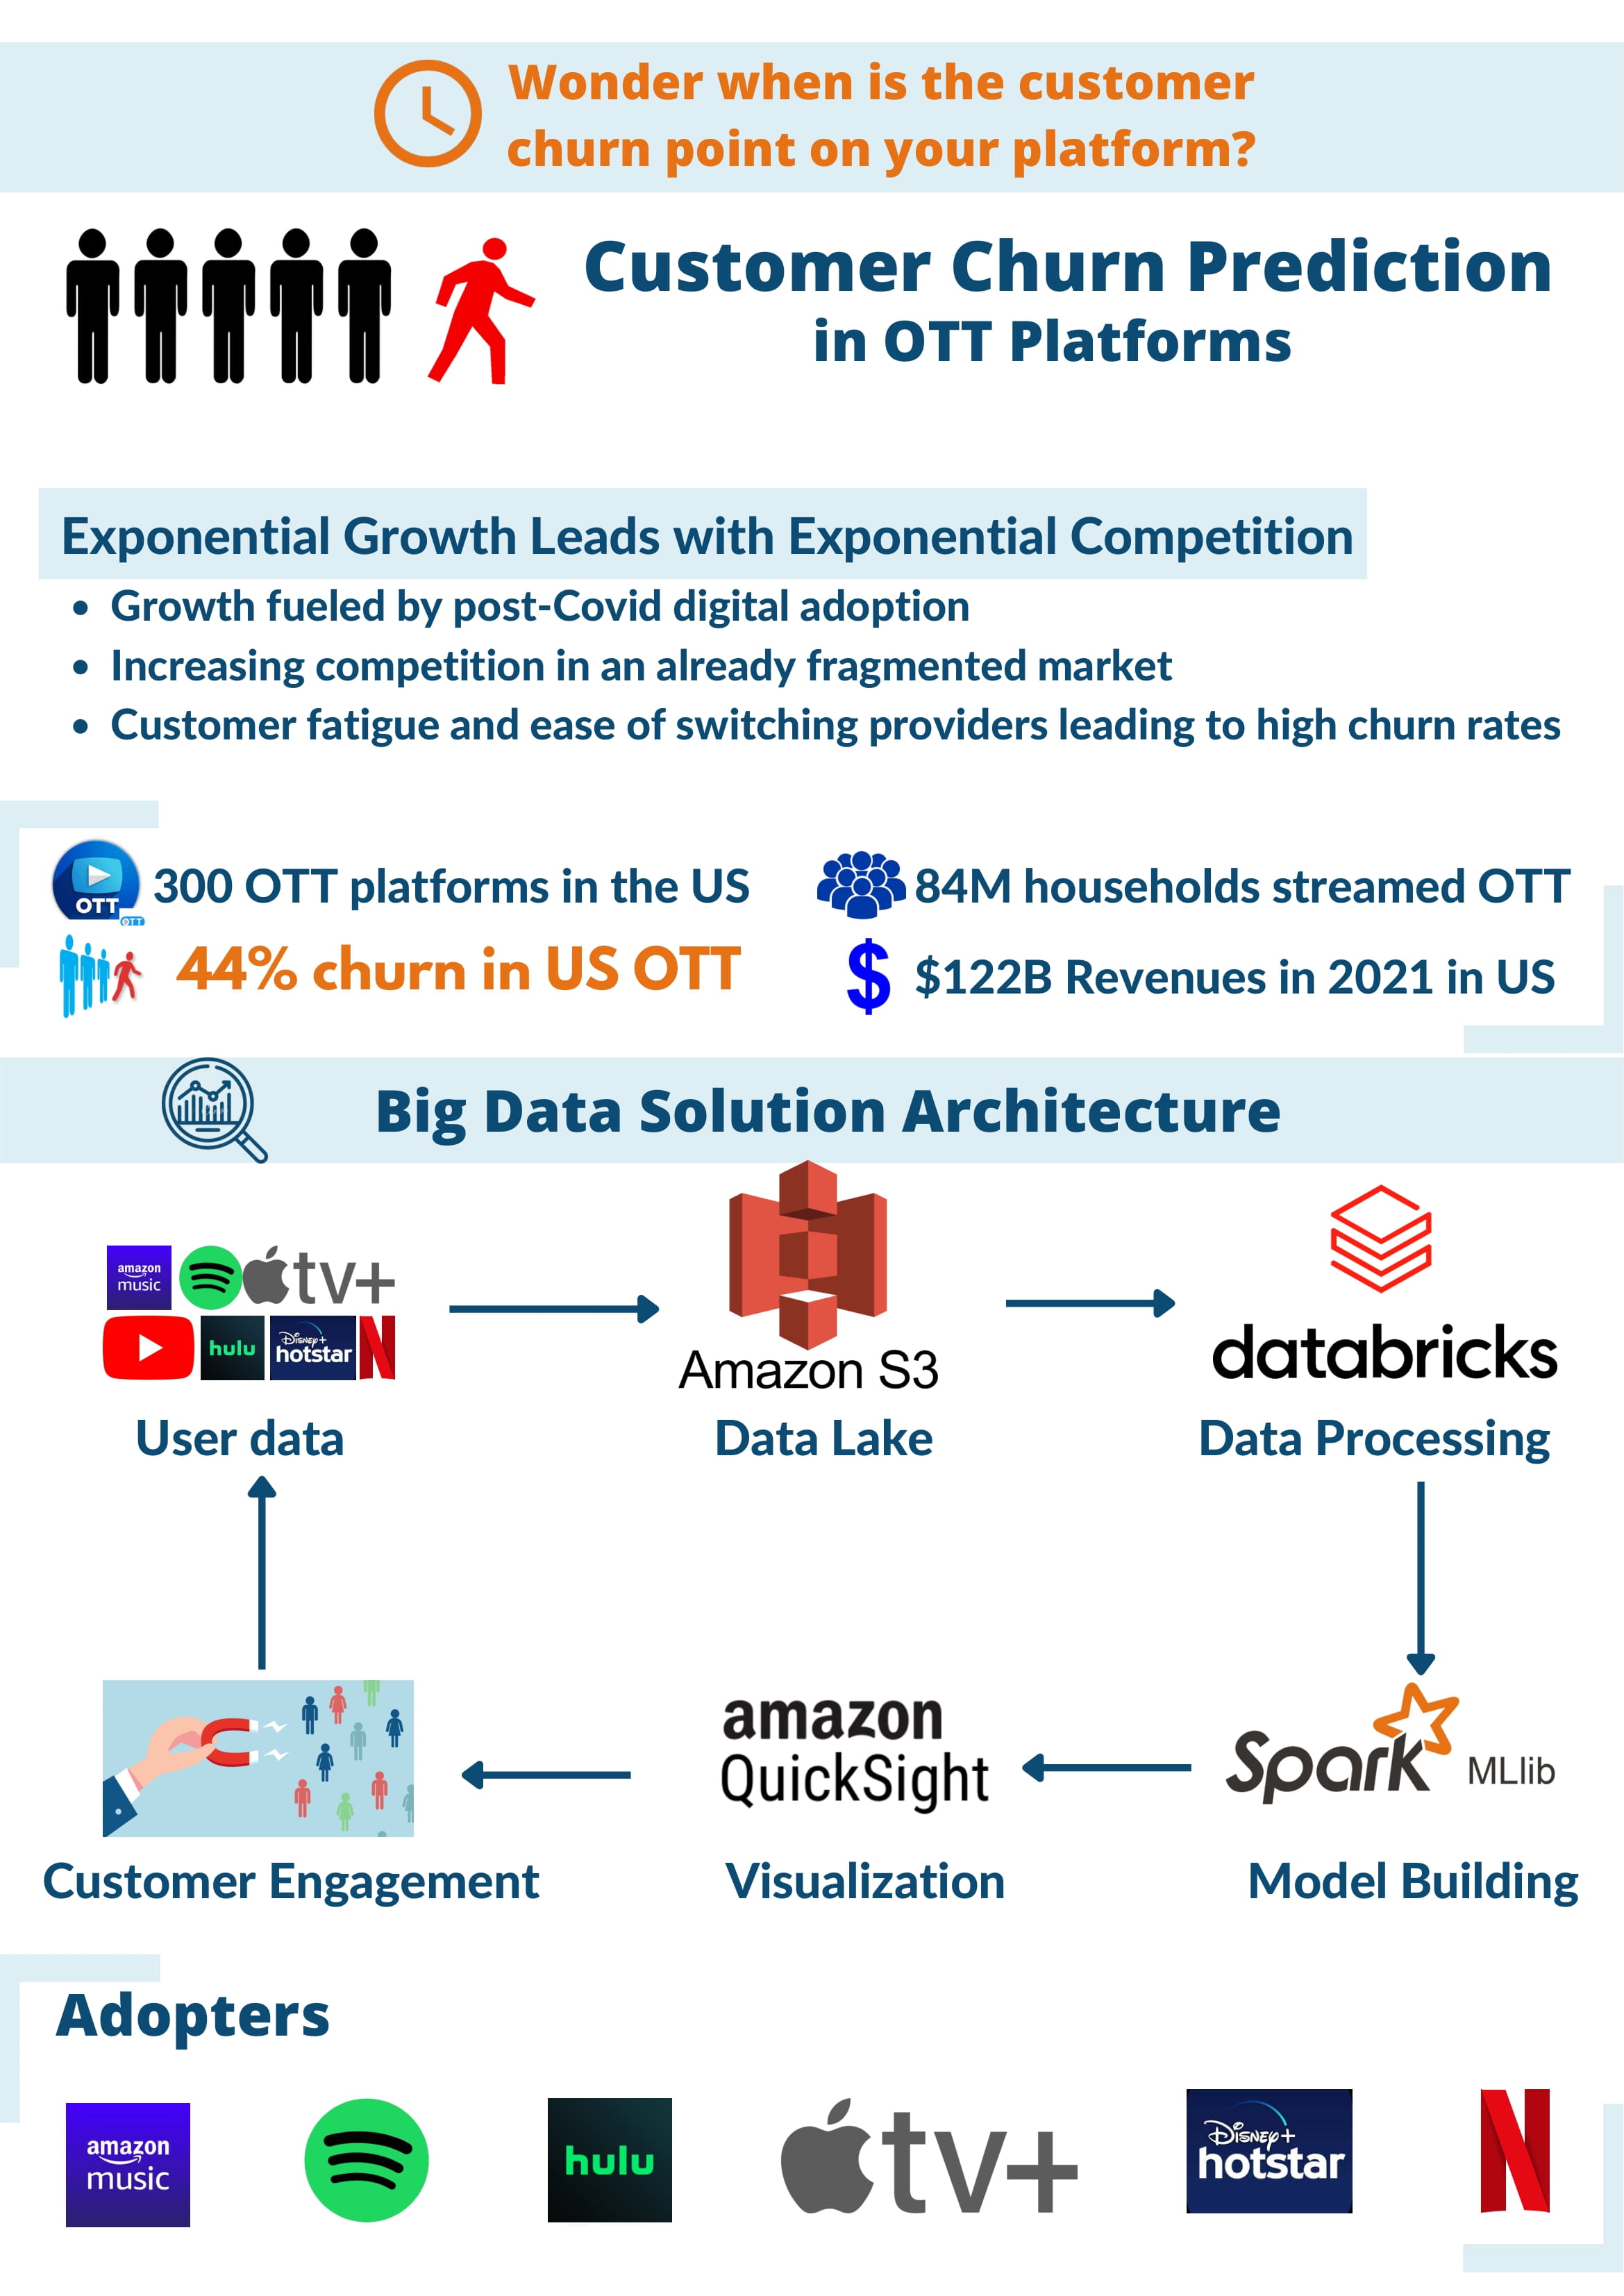 Wonder when is the customer
churn point on your platform?
Customer Churn Prediction
in OTT Platforms
Exponential Growth Leads with Exponential Competition
• Growth fueled by post-Covid digital adoption
• Increasing competition in an already fragmented market
• Customer fatigue and ease of switching providers leading to high churn rates
OTT
OTT
300 OTT platforms in the US
84M households streamed OTT
44% churn in US OTT
$ $122B Revenues in 2021 in US
Big Data Solution Architecture
amazon
music
tv+
hulu
Disney+
hotstar
N
Amazon S3
databricks
User data
Data Lake
Data Processing
amazon
QuickSight
Spark MLlib
Customer Engagement
Visualization
Model Building
Adopters
amazon
music
hulu
tv+
Disney+
hotstar
N